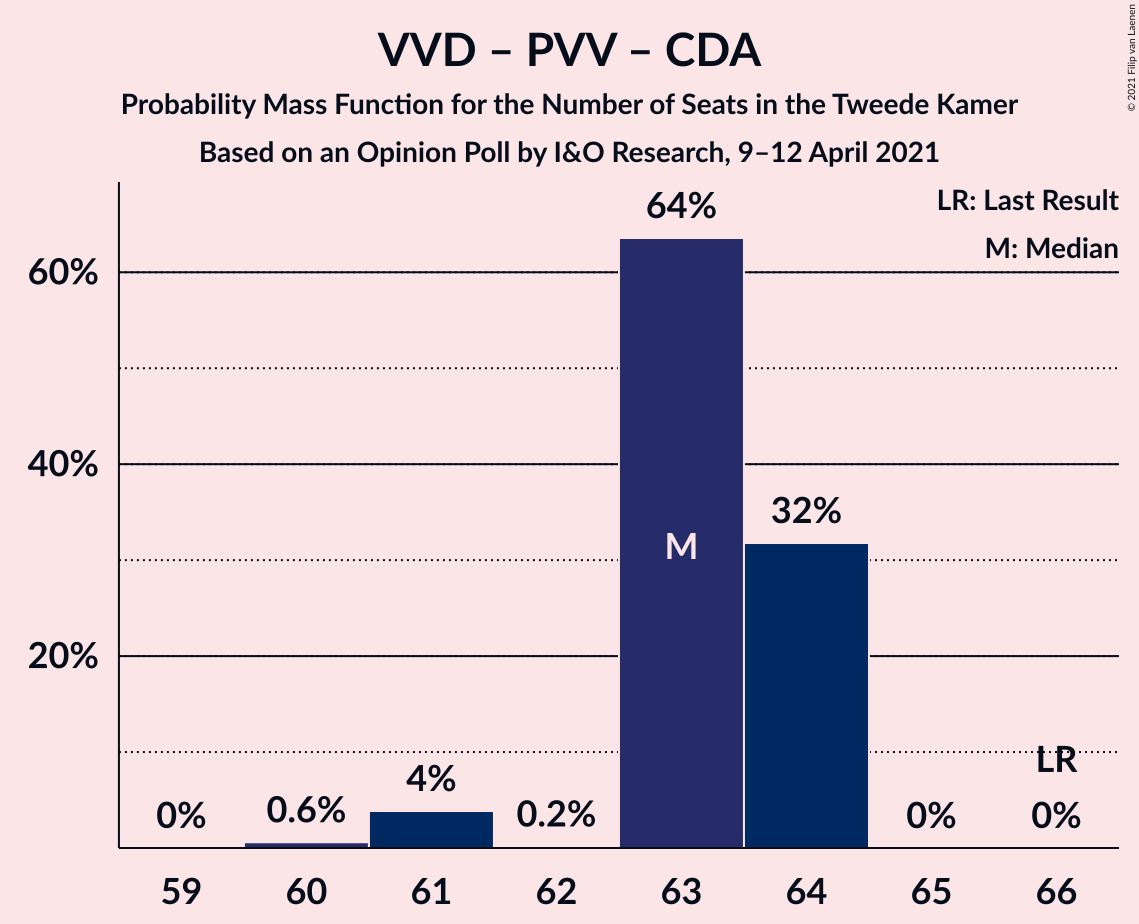 VVD – PVV – CDA
Probability Mass Function for the Number of Seats in the Tweede Kamer
Based on an Opinion Poll by I&O Research, 9–12 April 2021
© 2021 Filip van Laenen
LR: Last Result
M: Median
60%
40%
20%
0%
0.6%
4%
0.2%
64%
M
32%
0%
LR
0%
59
60
61
62
63
64
65
66